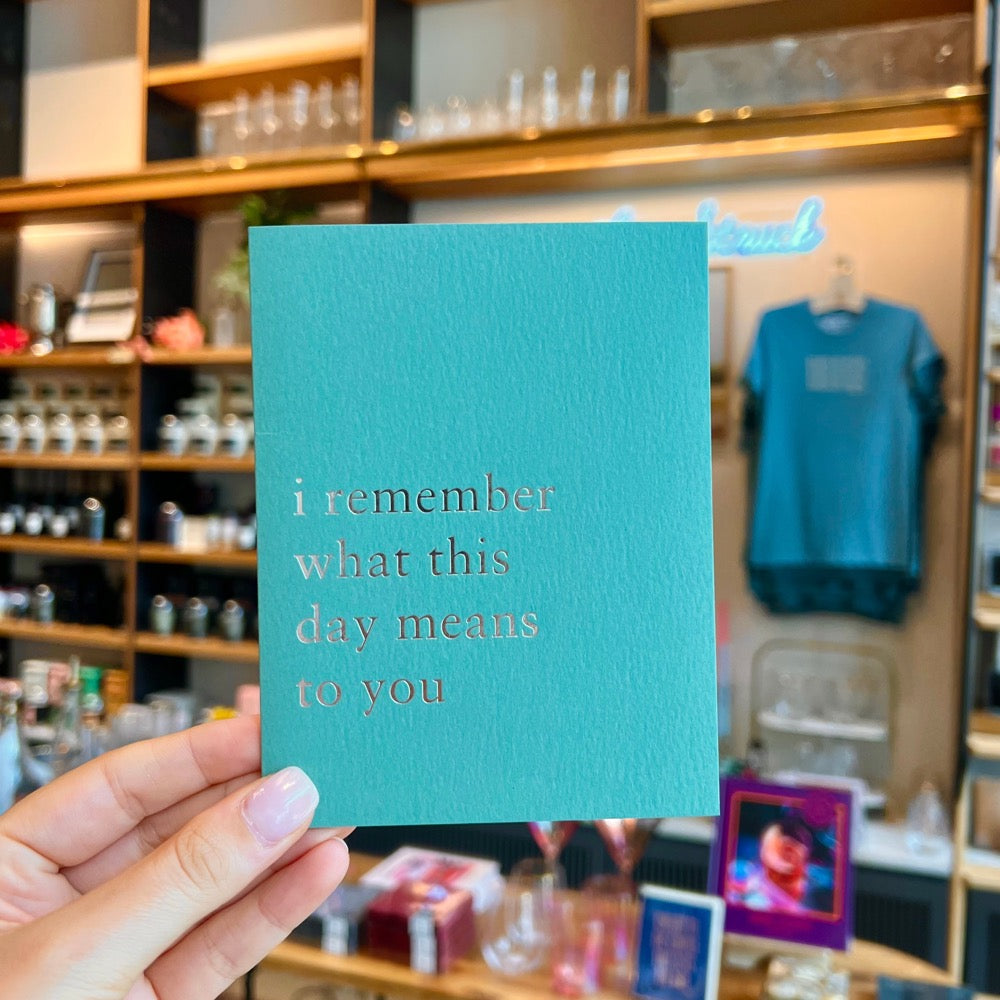 i remember
what this
day means
to you